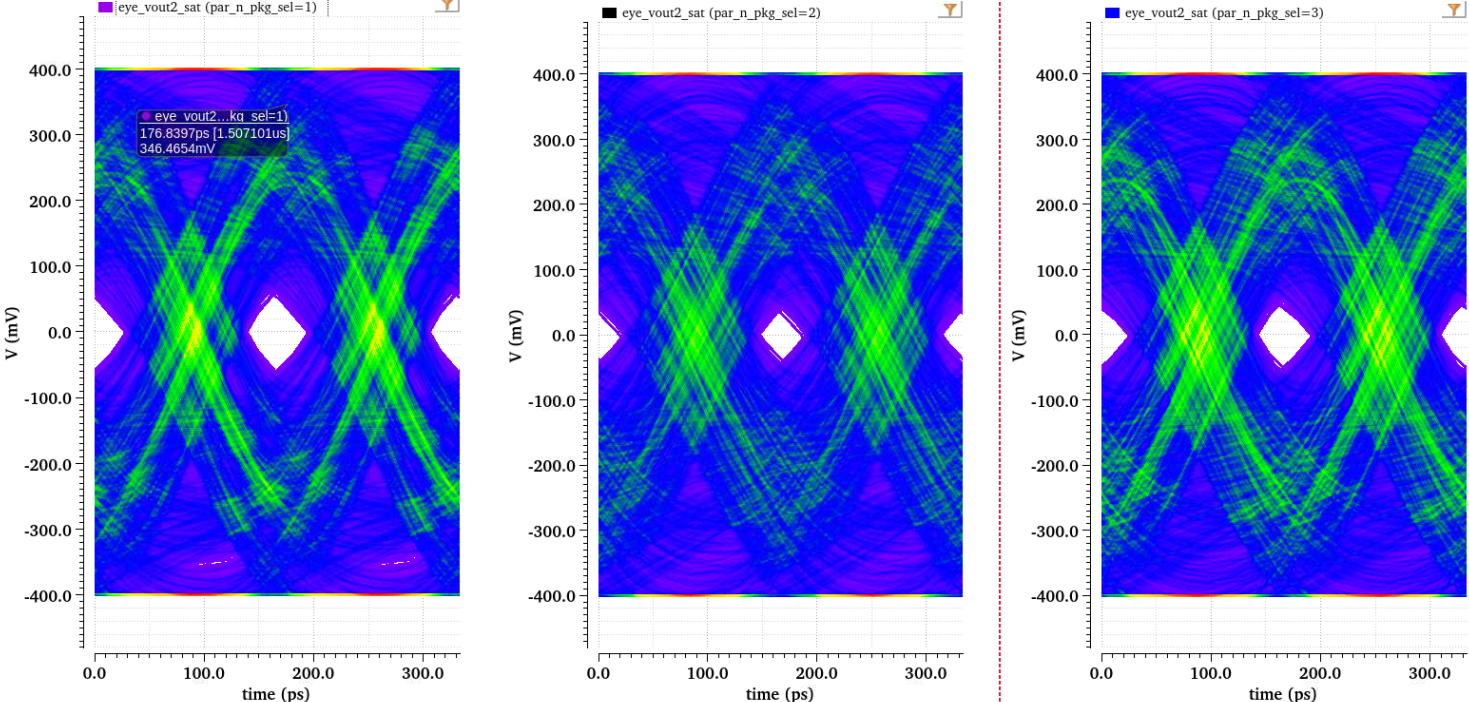 eye_vout2_sat (par_n_pkg_sel=1)
400.0
300.0
200.0
100.0
0.0
-100.0
-200.0
-300.0
-400.0
V (mV)
eye_vout2...kg_sel=1)
176.8397ps [1.507101us]
346.4654mV
0.0 100.0 200.0 300.0
time (ps)
eye_vout2_sat (par_n_pkg_sel=2)
400.0
300.0
200.0
100.0
0.0
-100.0
-200.0
-300.0
-400.0
V (mV)
0.0 100.0 200.0 300.0
time (ps)
eye_vout2_sat (par_n_pkg_sel=3)
400.0
300.0
200.0
100.0
0.0
-100.0
-200.0
-300.0
-400.0
V (mV)
0.0 100.0 200.0 300.0
time (ps)